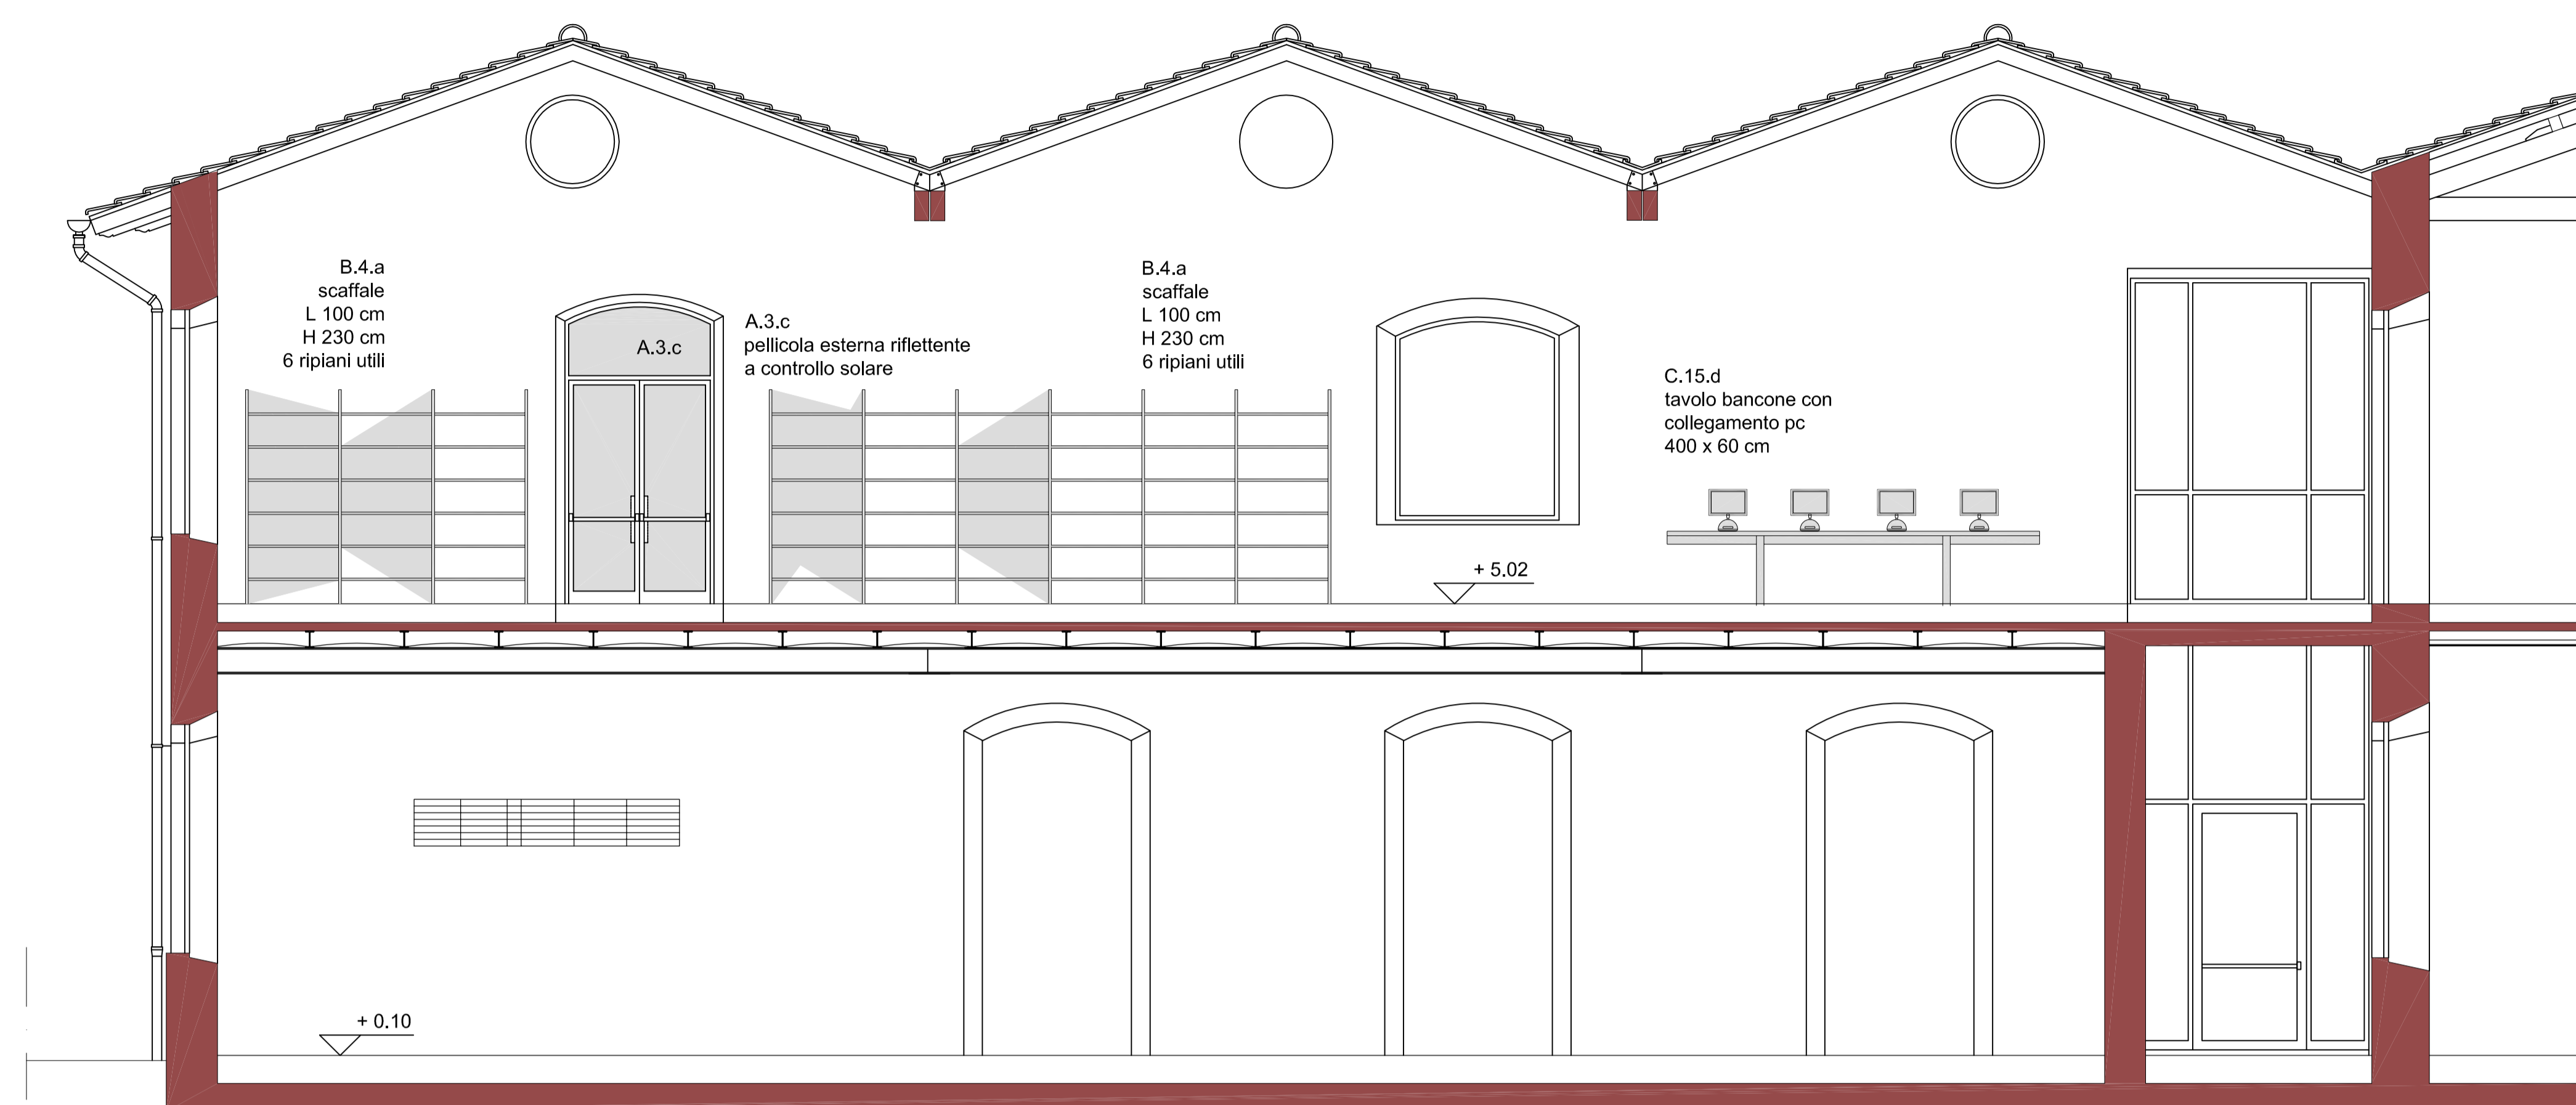 B.4.a
scaffale
L 100 cm
H 230 cm
6 ripiani utili
A.3.c
A.3.c
pellicola esterna riflettente
a controllo solare
B.4.a
scaffale
L 100 cm
H 230 cm
6 ripiani utili
C.15.d
tavolo bancone con
collegamento pc
400 x 60 cm
+ 5.02
+ 0.10